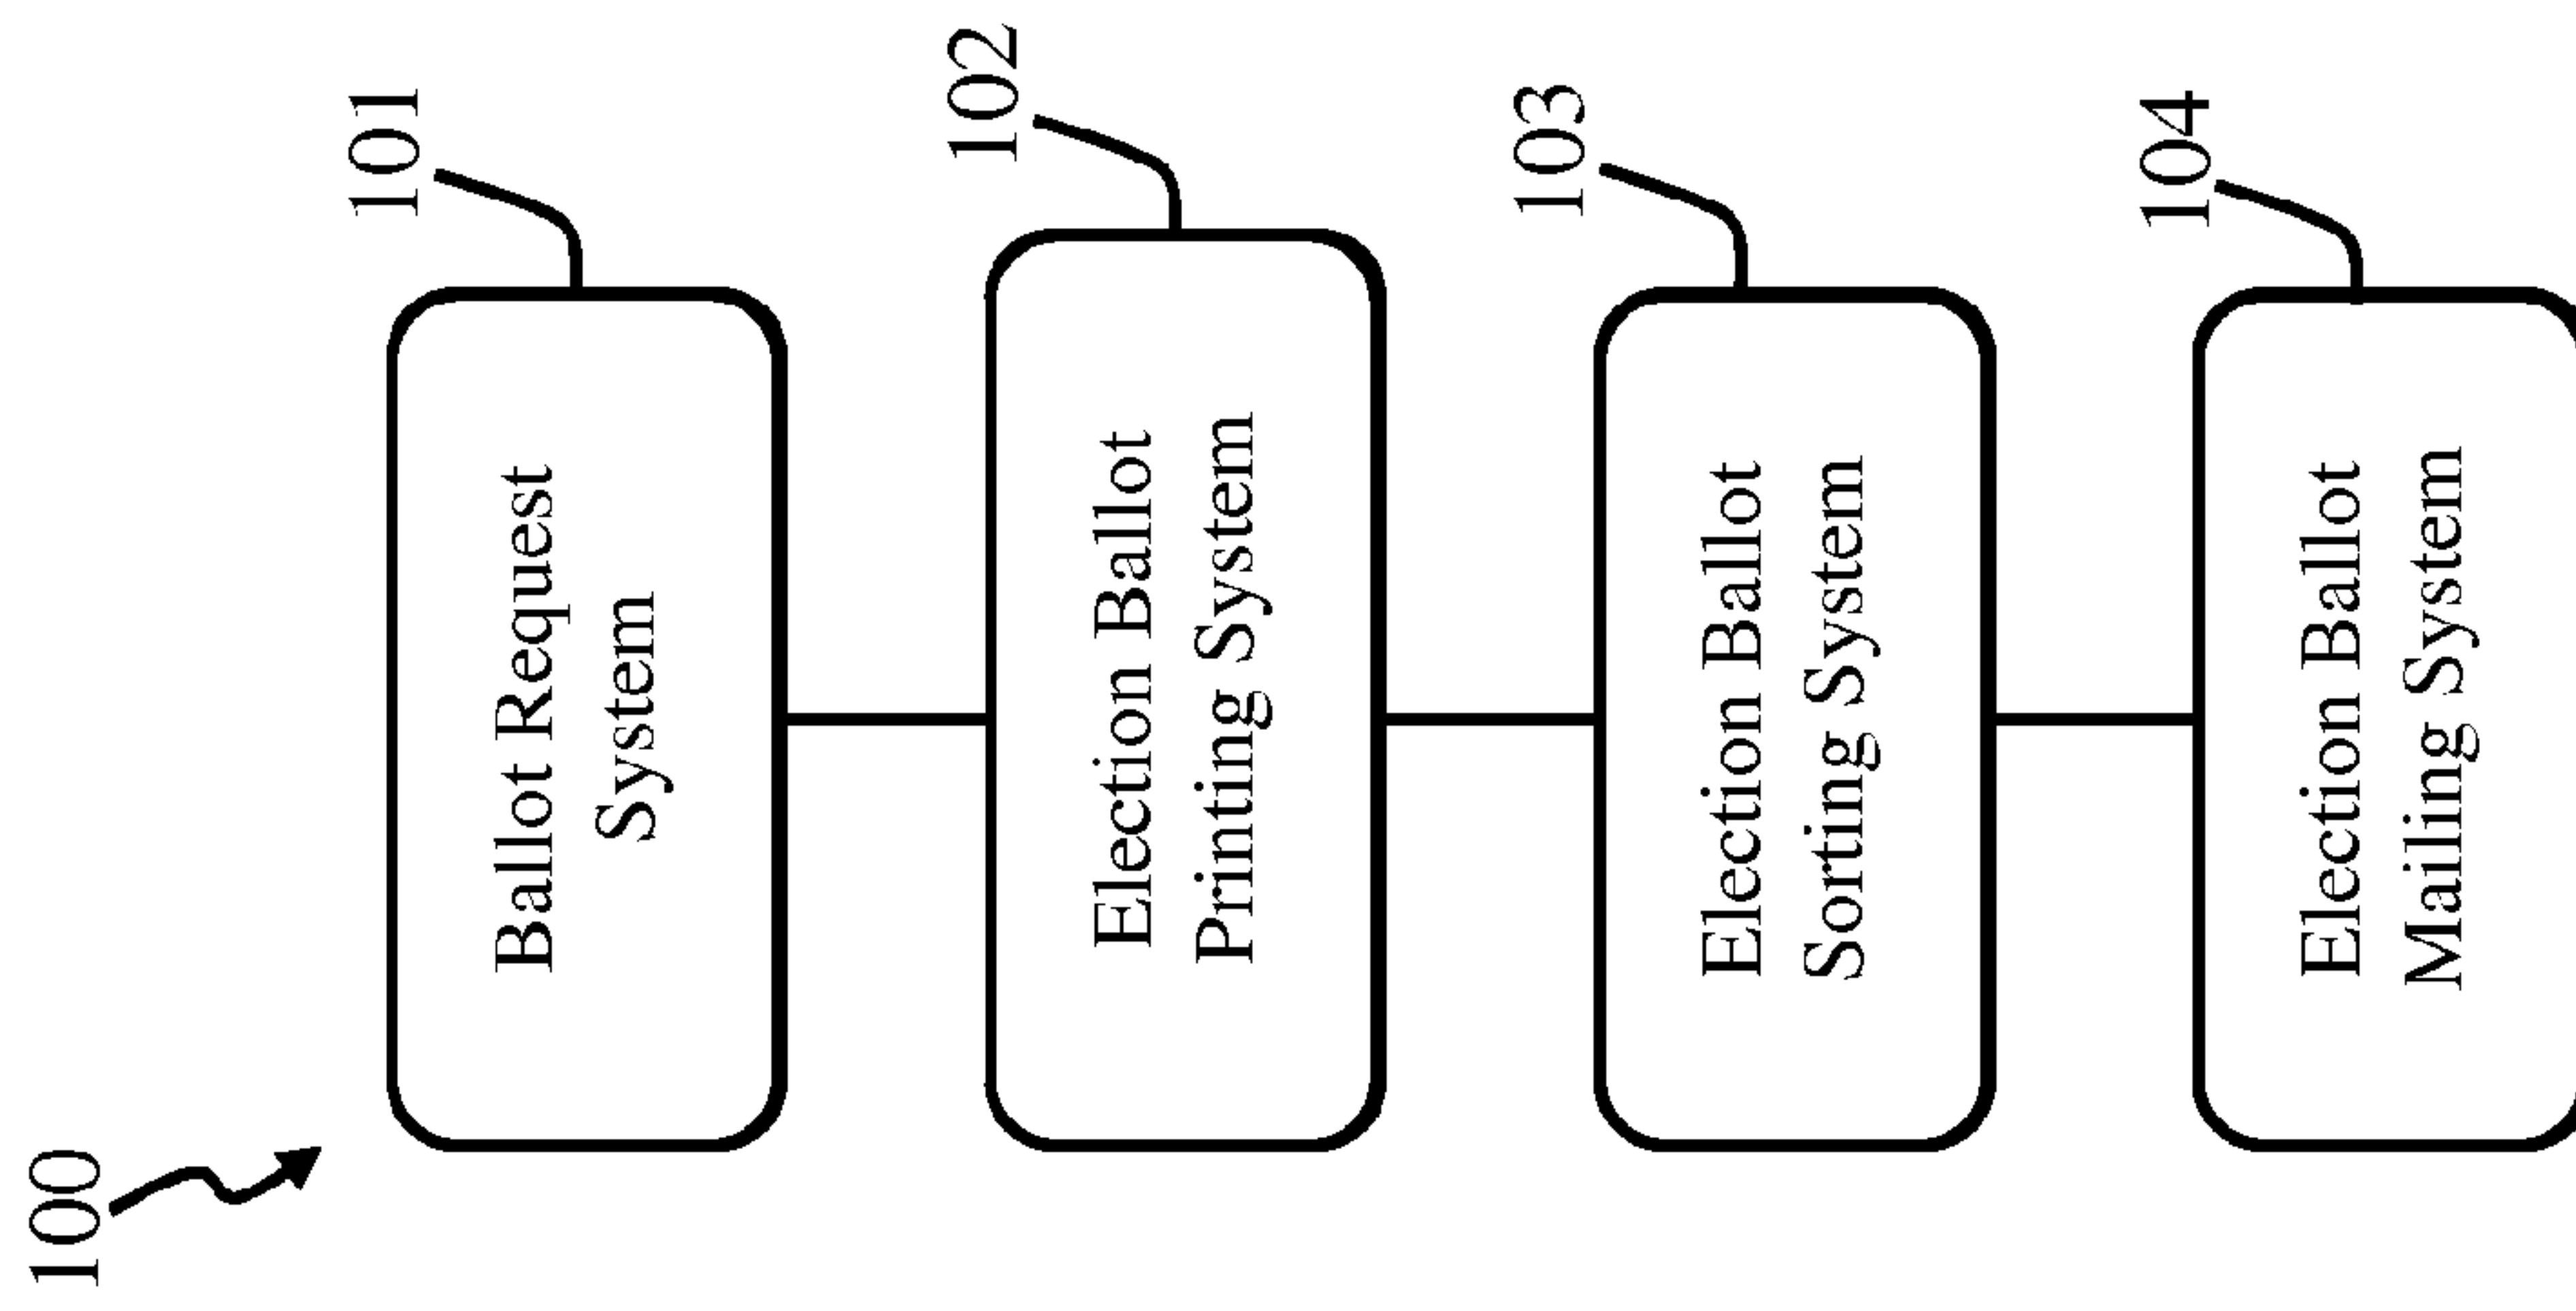 100
101
Ballot Request
System
102
Election Ballot
Printing System
103
Election Ballot
Sorting System
104
Election Ballot
Mailing System